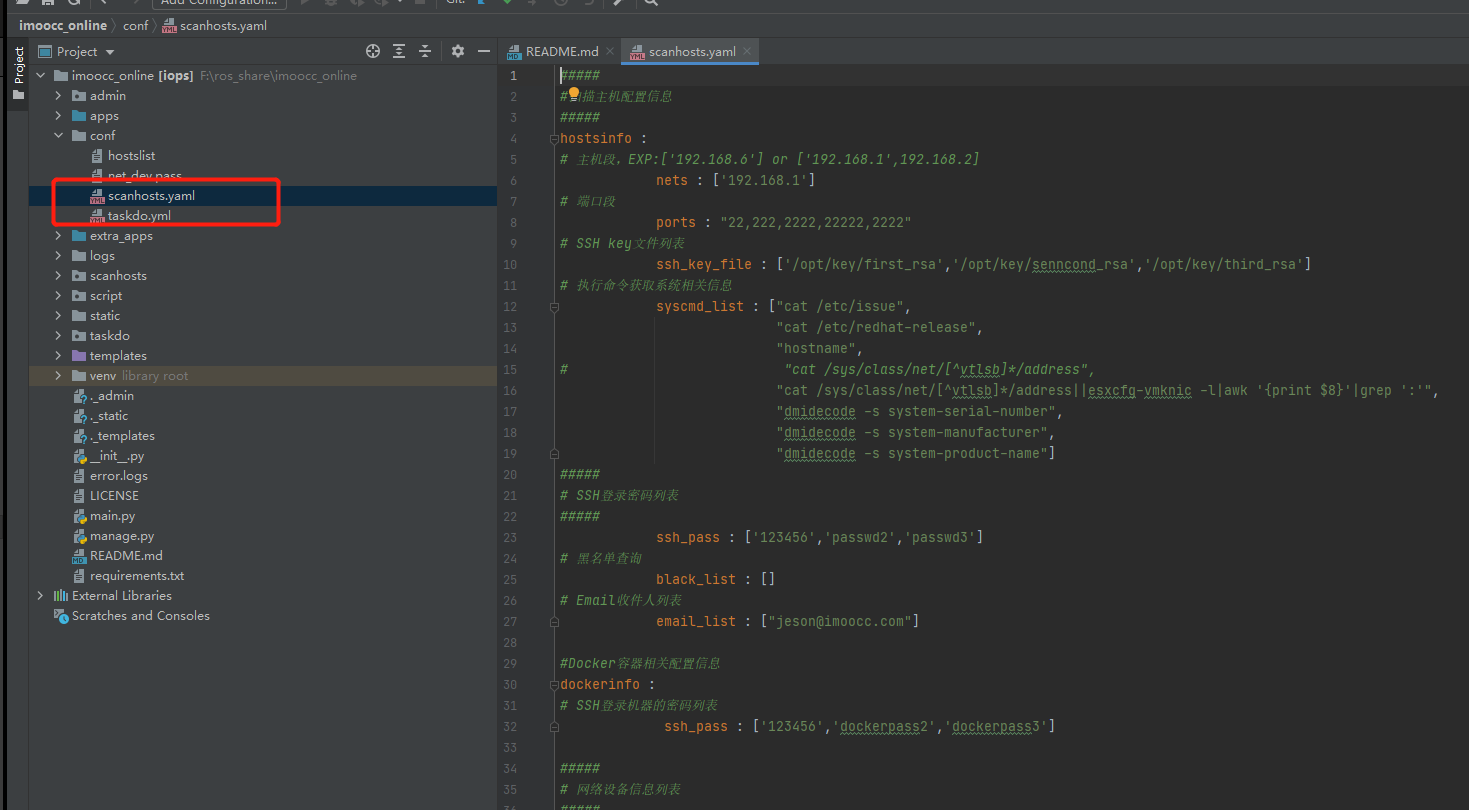 Add Configuration...
Git:
imoocc_online
conf
scanhosts.yaml
Project
Project
README.md
scanhosts.yaml
imoocc_online [iops] F:\ros_share\imoocc_online
admin
apps
conf
hostslist
net_dev.pass
scanhosts.yaml
taskdo.yml
extra_apps
logs
scanhosts
script
static
taskdo
templates
venv library root
._admin
._static
._templates
__init__.py
error.logs
LICENSE
main.py
manage.py
README.md
requirements.txt
External Libraries
Scratches and Consoles
1 #####
2 # 描主机配置信息
3 #####
4 hostsinfo :
5 # 主机段，EXP:['192.168.6'] or ['192.168.1',192.168.2]
6 nets : ['192.168.1']
7 # 端口段
8 ports : "22,222,2222,22222,2222"
9 # SSH key文件列表
10 ssh_key_file : ['/opt/key/first_rsa','/opt/key/senncond_rsa','/opt/key/third_rsa']
11 # 执行命令获取系统相关信息
12 syscmd_list : ["cat /etc/issue",
13 "cat /etc/redhat-release",
14 "hostname",
15 # "cat /sys/class/net/[^vtlsb]*/address",
16 "cat /sys/class/net/[^vtlsb]*/address||esxcfg-vmknic -l|awk '{print $8}'|grep ':'",
17 "dmidecode -s system-serial-number",
18 "dmidecode -s system-manufacturer",
19 "dmidecode -s system-product-name"]
20 #####
21 # SSH登录密码列表
22 #####
23 ssh_pass : ['123456','passwd2','passwd3']
24 # 黑名单查询
25 black_list : []
26 # Email收件人列表
27 email_list : ["jeson@imoocc.com"]
28
29 #Docker容器相关配置信息
30 dockerinfo :
31 # SSH登录机器的密码列表
32 ssh_pass : ['123456','dockerpass2','dockerpass3']
33
34 #####
35 # 网络设备信息列表
36 #####